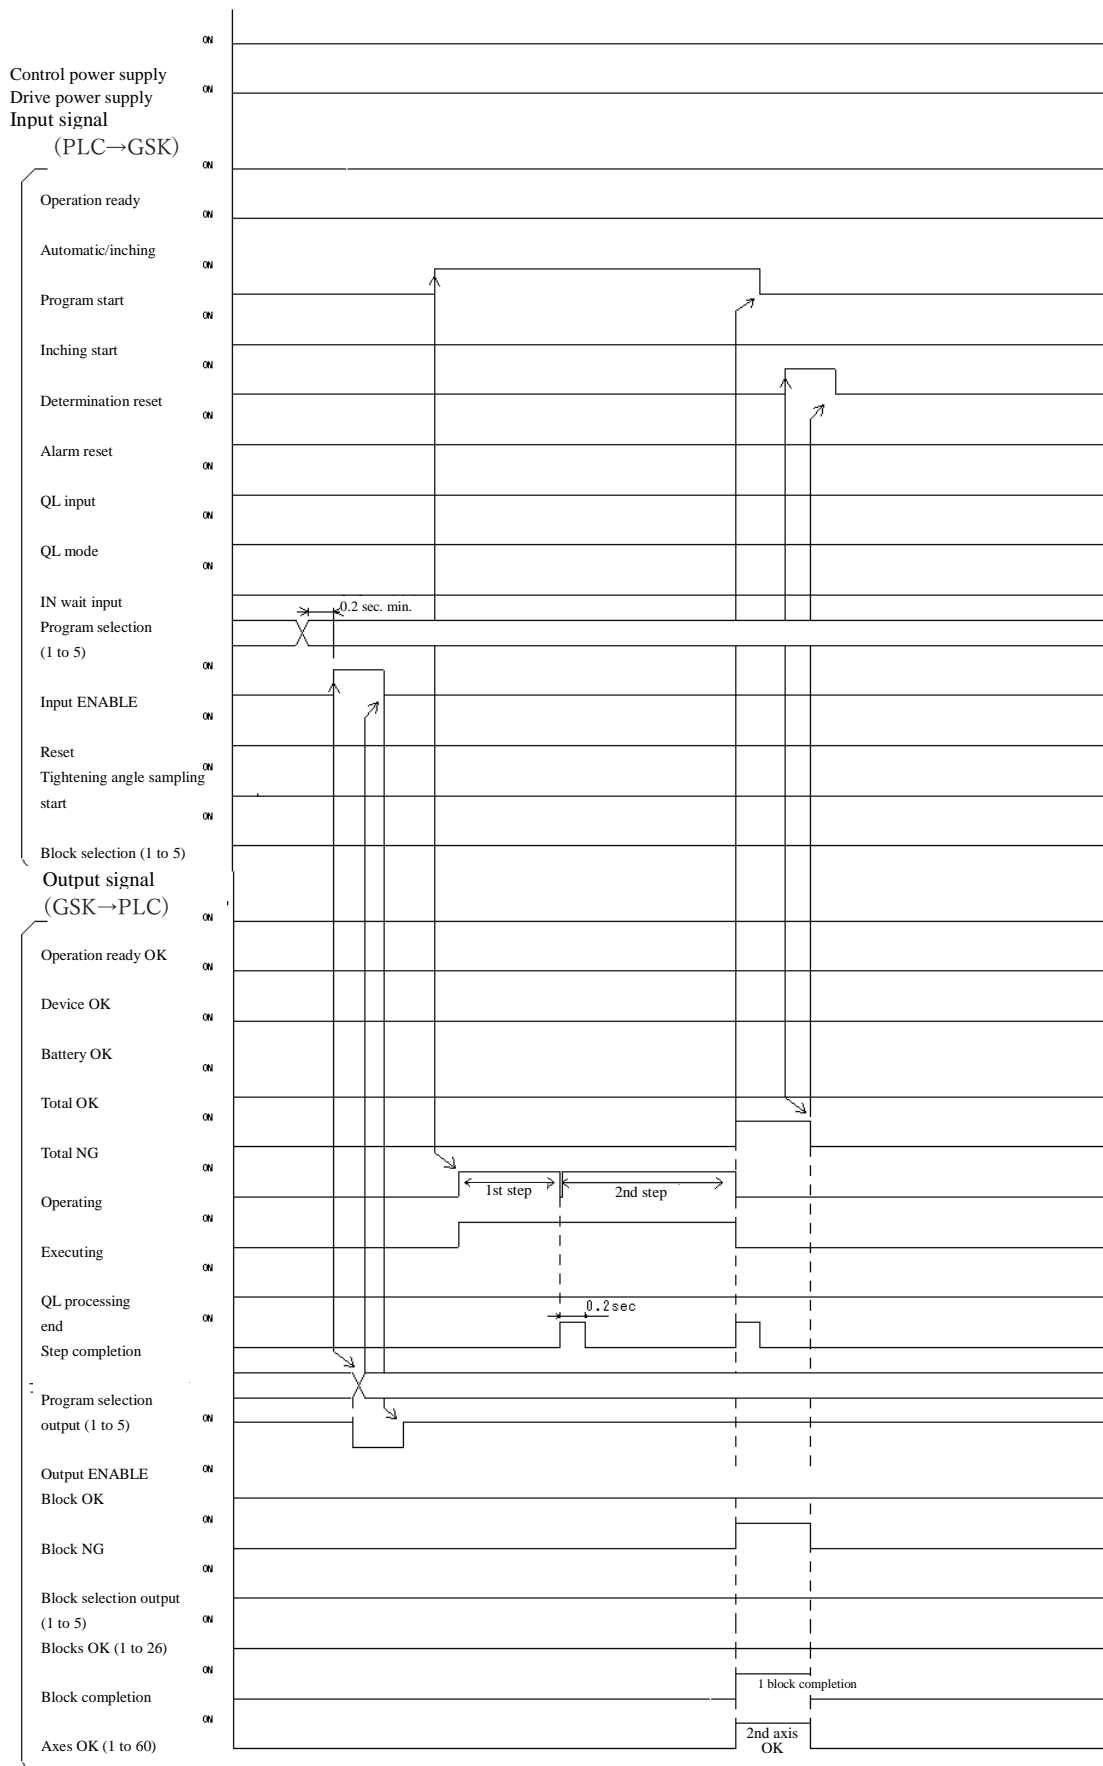 ON
Control power supply
ON
Drive power supply
Input signal
(PLC→GSK)
ON
Operation ready
ON
Automatic/inching
ON
Program start
ON
Inching start
ON
Determination reset
ON
Alarm reset
ON
QL input
ON
QL mode
ON
IN wait input
0.2 sec. min.
Program selection
(1 to 5)
ON
Input ENABLE
ON
Reset
ON
Tightening angle sampling
start
ON
Block selection (1 to 5)
Output signal
(GSK→PLC)
ON
Operation ready OK
ON
Device OK
ON
Battery OK
ON
Total OK
ON
Total NG
ON
Operating
1st step
2nd step
ON
Executing
ON
QL processing
end
0.2sec
ON
Step completion
Program selection
output (1 to 5)
ON
Output ENABLE
ON
Block OK
ON
Block NG
ON
Block selection output
(1 to 5)
ON
Blocks OK (1 to 26)
ON
Block completion
1 block completion
ON
Axes OK (1 to 60)
2nd axis
OK